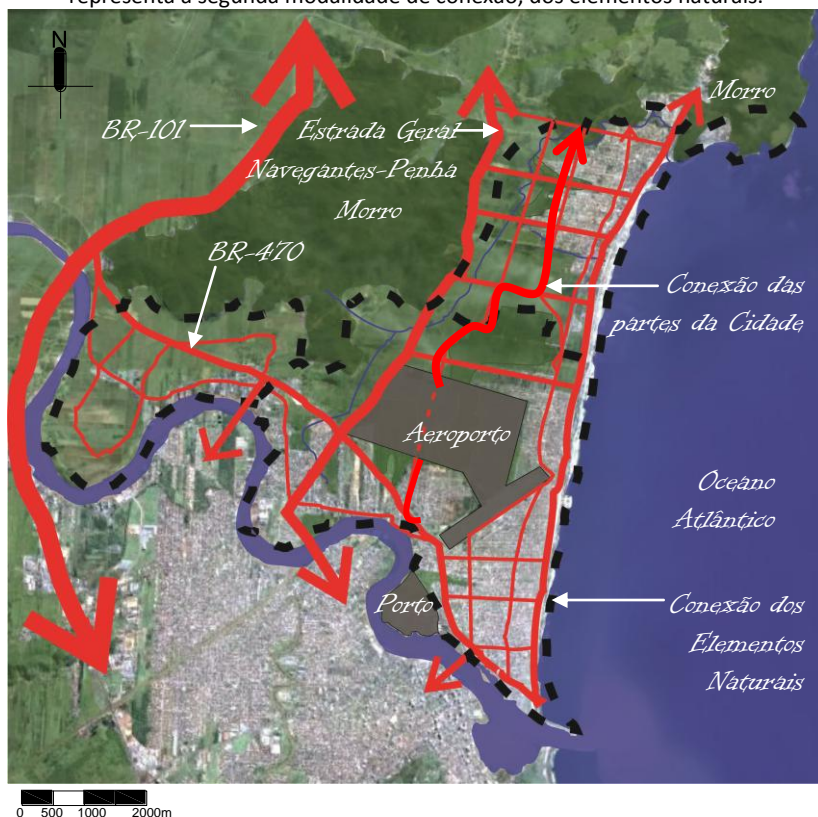 representa a segunda modalidade de conexão, dos elementos naturais.
N
Morro
BR-101
Estrada Geral
Navegantes-Penha
Morro
BR-470
Conexão das
partes da Cidade
Aeroporto
Oceano
Atlântico
Porto
Conexão dos
Elementos
Naturais
0 500 1000 2000m